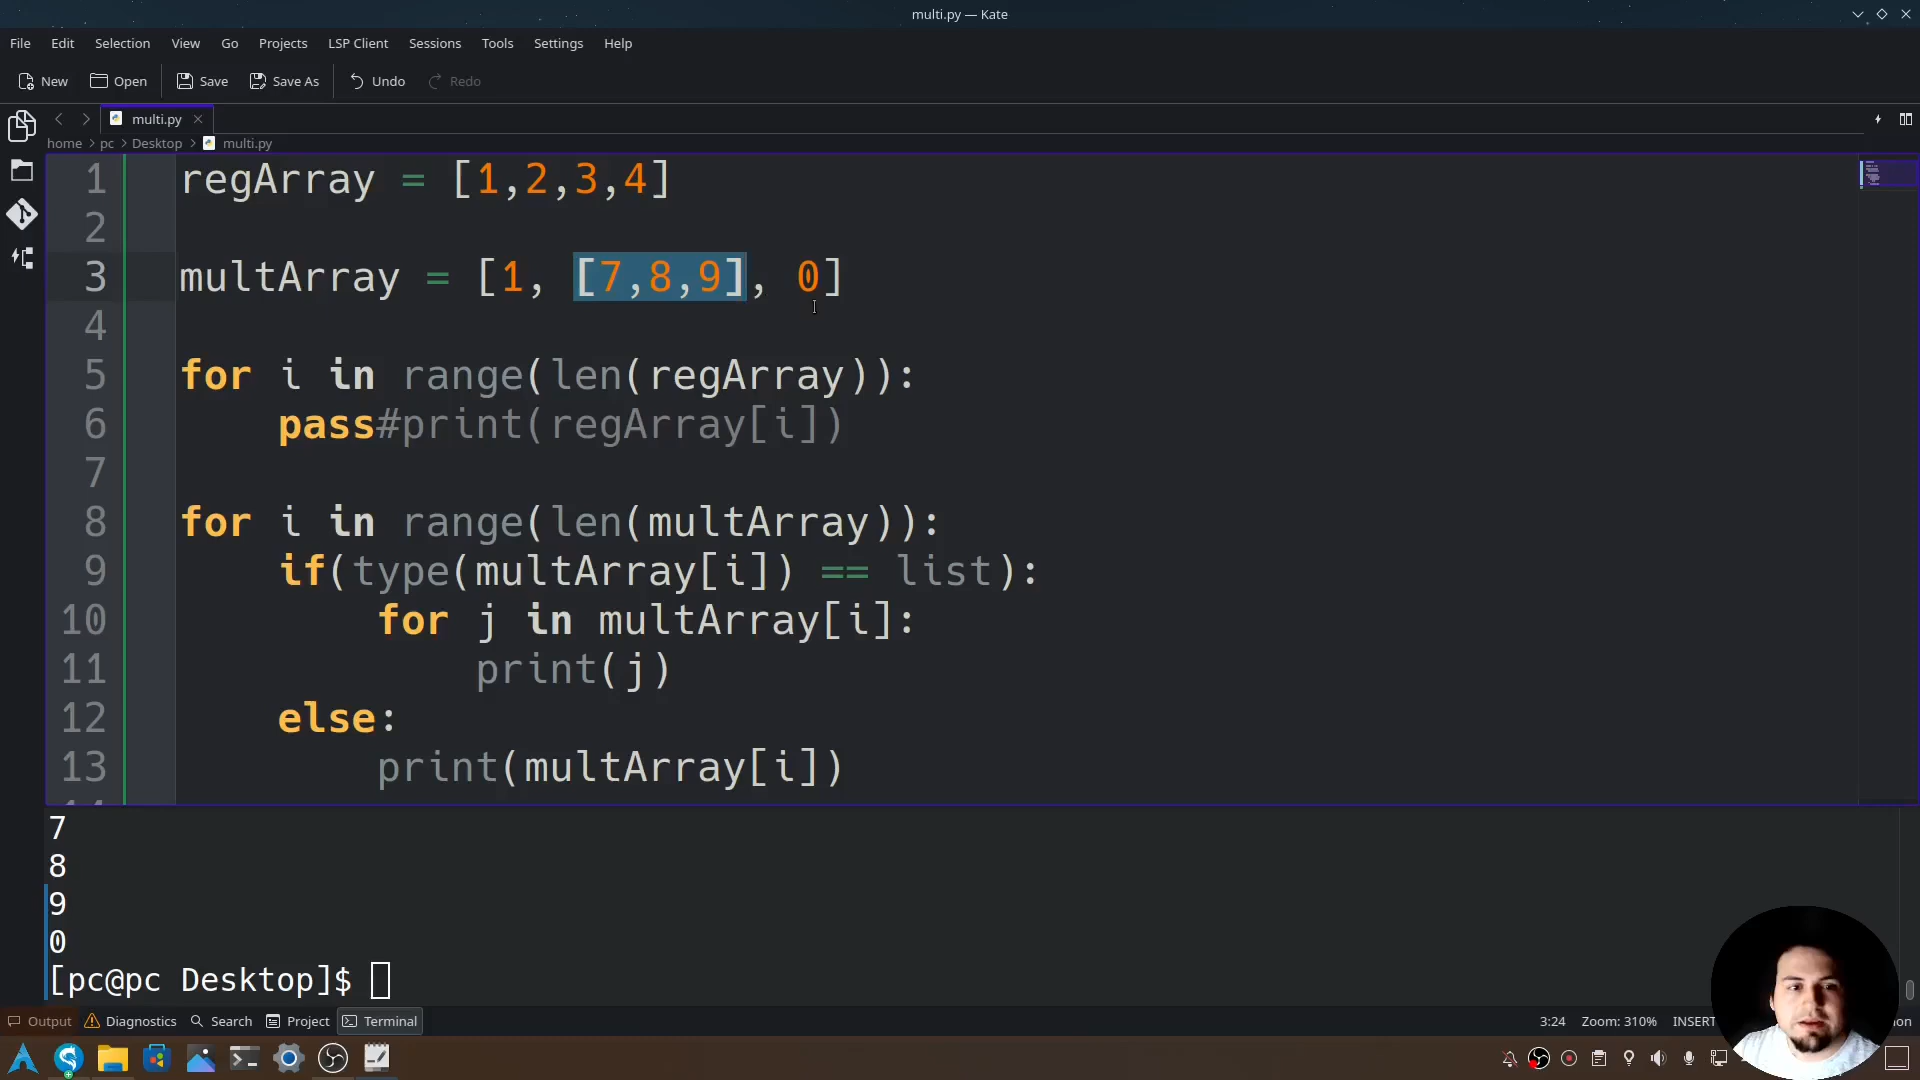 multi.py — Kate
File Edit Selection View Go Projects LSP Client Sessions Tools Settings Help
New Open Save Save As Undo Redo
multi.py
home > pc > Desktop > multi.py
1 regArray = [1,2,3,4]
2
3 multArray = [1, [7,8,9], 0]
4
5 for i in range(len(regArray)):
6 pass#print(regArray[i])
7
8 for i in range(len(multArray)):
9 if(type(multArray[i]) == list):
10 for j in multArray[i]:
11 print(j)
12 else:
13 print(multArray[i])
7
8
9
0
[pc@pc Desktop]$
Output Diagnostics Search Project Terminal 3:24 Zoom: 310% INSERT